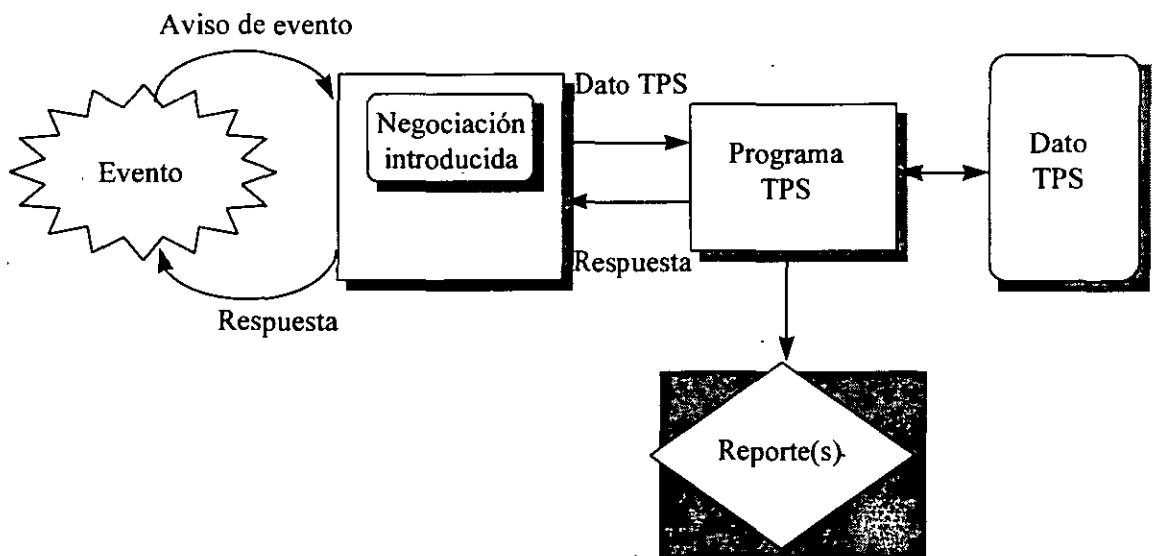 Aviso de evento
Evento
Respuesta
Negociación
introducida
Dato TPS
Respuesta
Programa
TPS
Dato
TPS
Reporte(s)